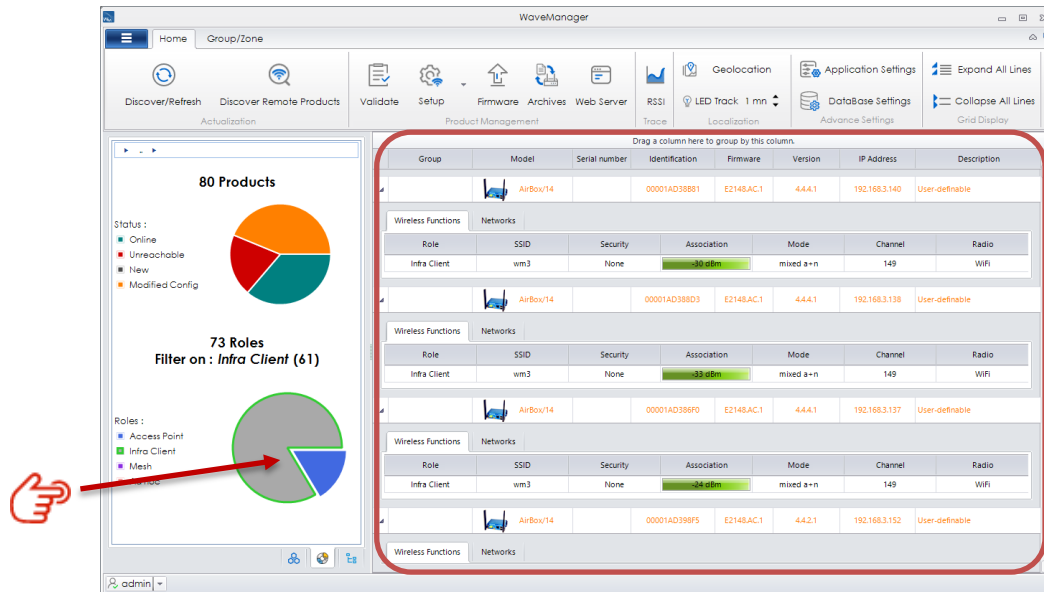 WaveManager
Home Group/Zone
Discover/Refresh Discover Remote Products Validate Setup Firmware Archives Web Server RSSI Geolocation LED Track 1 mn Application Settings DataBase Settings Expand All Lines Collapse All Lines
Actualization Product Management Trace Localization Advance Settings Grid Display
Drag a column here to group by this column.
Group Model Serial number Identification Firmware Version IP Address Description
AirBox/14 00001AD38B81 E2148.AC.1 4.4.4.1 192.168.3.140 User-definable
Wireless Functions Networks
Role SSID Security Association Mode Channel Radio
Infra Client wm3 None -30 dBm mixed a+n 149 WiFi
AirBox/14 00001AD388D3 E2148.AC.1 4.4.4.1 192.168.3.138 User-definable
Wireless Functions Networks
Role SSID Security Association Mode Channel Radio
Infra Client wm3 None -33 dBm mixed a+n 149 WiFi
AirBox/14 00001AD386F0 E2148.AC.1 4.4.4.1 192.168.3.137 User-definable
Wireless Functions Networks
Role SSID Security Association Mode Channel Radio
Infra Client wm3 None -24 dBm mixed a+n 149 WiFi
AirBox/14 00001AD398F5 E2148.AC.1 4.4.2.1 192.168.3.152 User-definable
Wireless Functions Networks
80 Products
Status :
Online
Unreachable
New
Modified Config
73 Roles
Filter on : Infra Client (61)
Roles :
Access Point
Infra Client
Mesh
admin